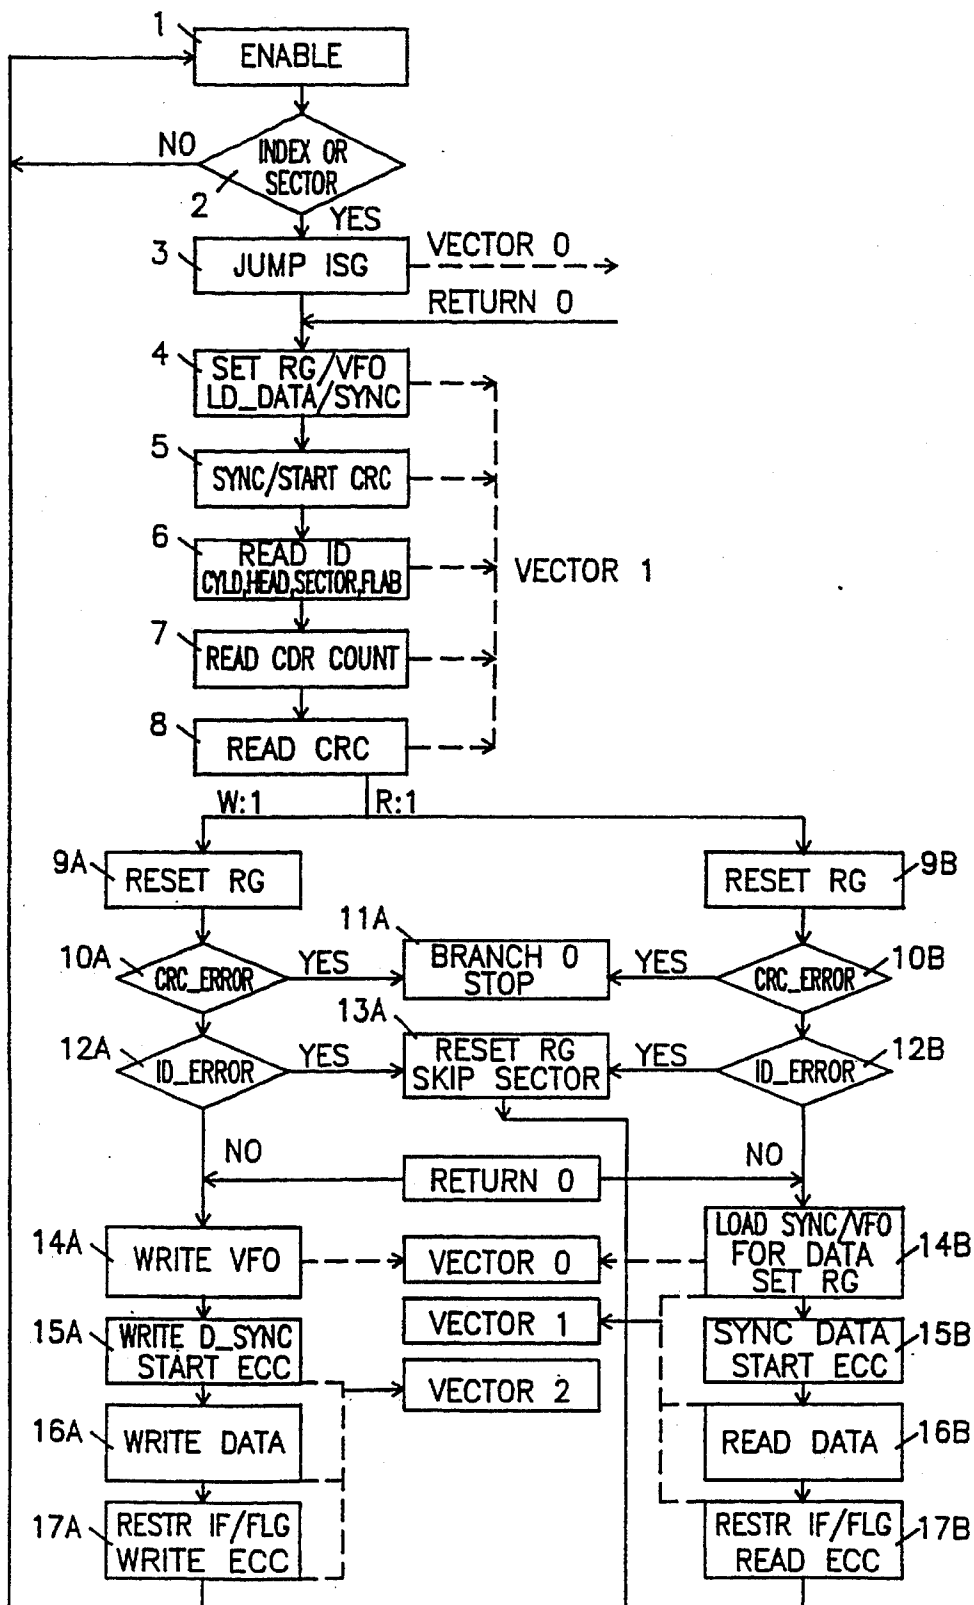 1
ENABLE
NO
INDEX OR
SECTOR
2
YES
3
JUMP ISG
VECTOR 0
RETURN 0
4
SET RG/VFO
LD_DATA/SYNC
5
SYNC/START CRC
6
READ ID
CYLD,HEAD,SECTOR,FLAB
VECTOR 1
7
READ CDR COUNT
8
READ CRC
W:1
R:1
9A
RESET RG
RESET RG
9B
11A
10A
CRC_ERROR
YES
BRANCH 0
STOP
YES
CRC_ERROR
10B
13A
12A
ID_ERROR
YES
RESET RG
SKIP SECTOR
YES
ID_ERROR
12B
NO
RETURN 0
NO
14A
WRITE VFO
VECTOR 0
LOAD SYNC/VFO
FOR DATA
SET RG
14B
15A
WRITE D_SYNC
START ECC
VECTOR 1
SYNC DATA
START ECC
15B
VECTOR 2
16A
WRITE DATA
READ DATA
16B
17A
RESTR IF/FLG
WRITE ECC
RESTR IF/FLG
READ ECC
17B